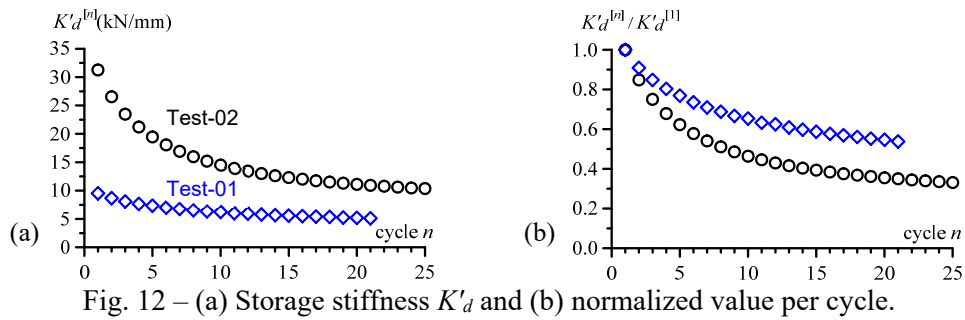 K'd[n](kN/mm)
35
30
25
20
15
10
5
0
Test-02
Test-01
cycle n
0 5 10 15 20 25
(a)
K'd[n] / K'd[1]
1.0
0.8
0.6
0.4
0.2
0.0
cycle n
0 5 10 15 20 25
(b)
Fig. 12 – (a) Storage stiffness K'd and (b) normalized value per cycle.